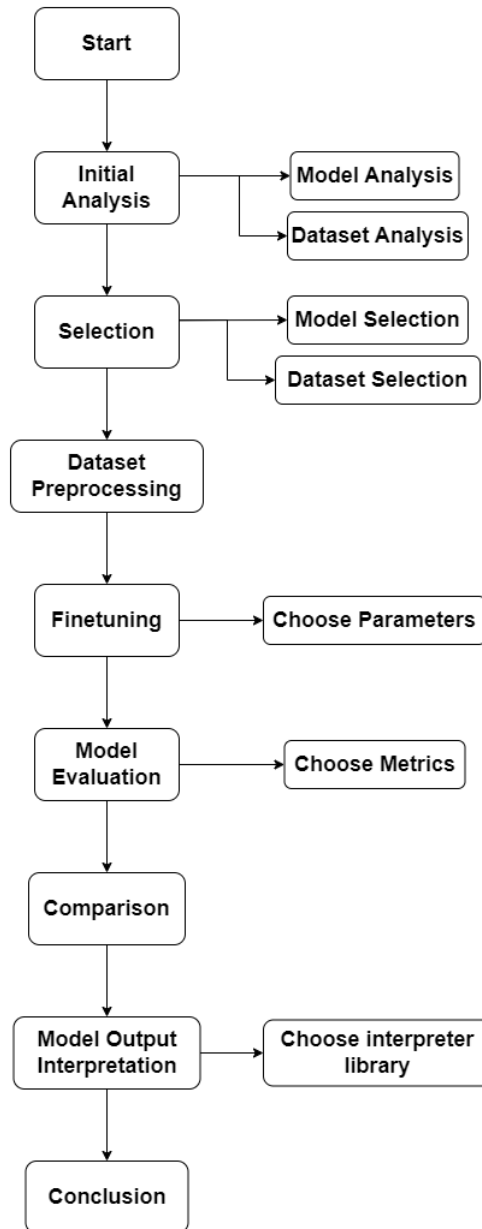 Start
Initial
Analysis
Model Analysis
Dataset Analysis
Selection
Model Selection
Dataset Selection
Dataset
Preprocessing
Finetuning
Choose Parameters
Model
Evaluation
Choose Metrics
Comparison
Model Output
Interpretation
Choose interpreter
library
Conclusion